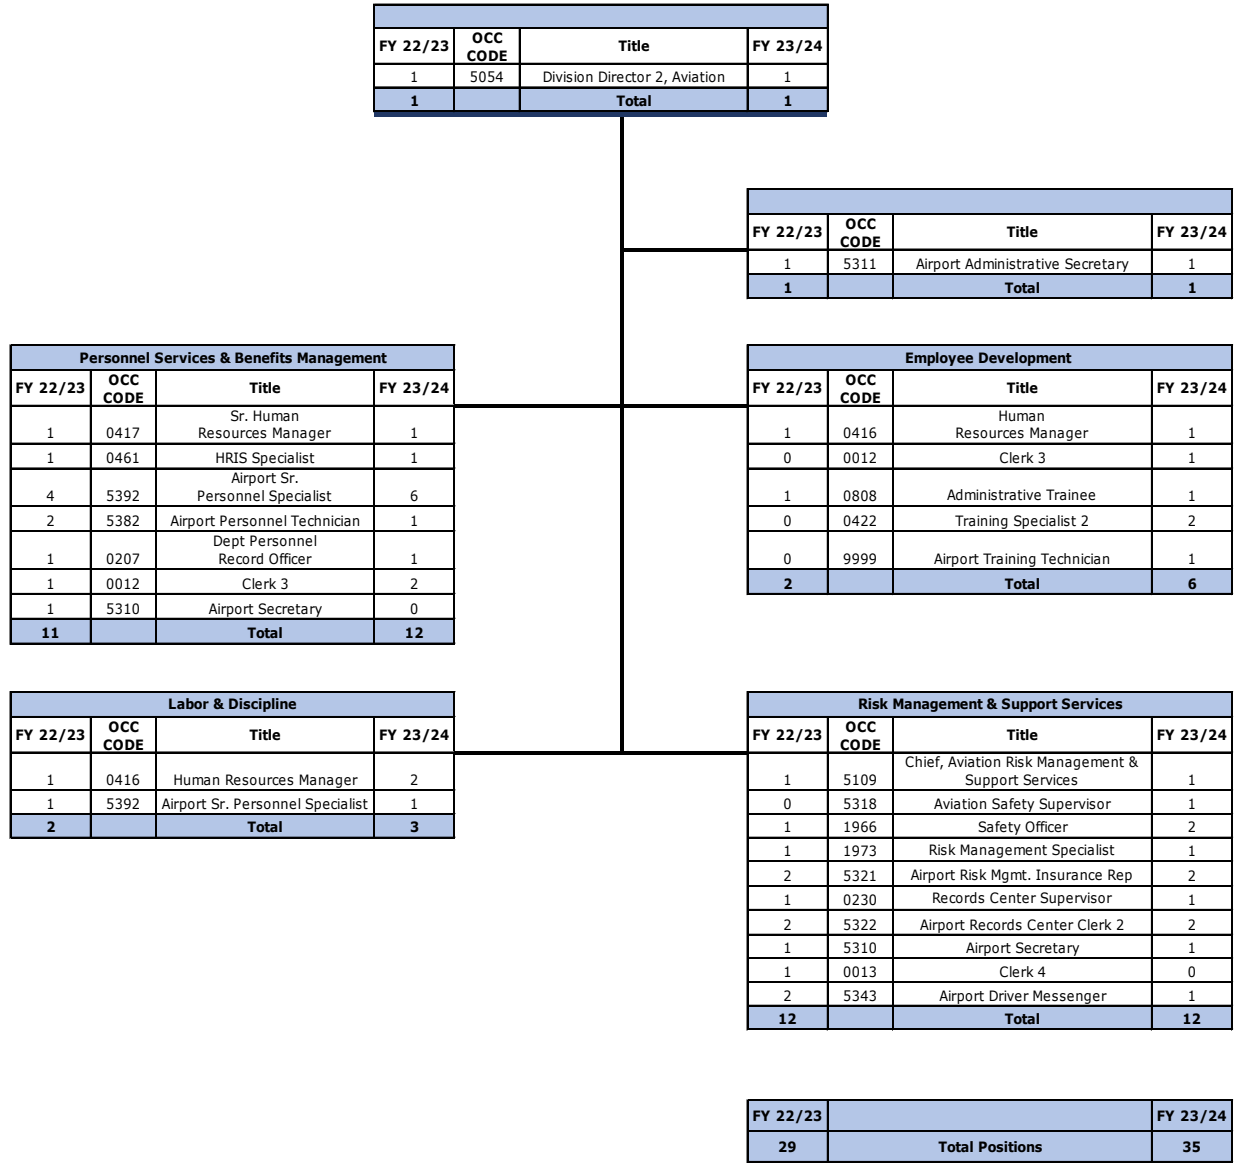 FY 22/23 OCC CODE Title FY 23/24
1 5054 Division Director 2, Aviation 1
1 Total 1
FY 22/23 OCC CODE Title FY 23/24
1 5311 Airport Administrative Secretary 1
1 Total 1
Personnel Services & Benefits Management
FY 22/23 OCC CODE Title FY 23/24
1 0417 Sr. Human Resources Manager 1
1 0461 HRIS Specialist 1
4 5392 Airport Sr. Personnel Specialist 6
2 5382 Airport Personnel Technician 1
1 0207 Dept Personnel Record Officer 1
1 0012 Clerk 3 2
1 5310 Airport Secretary 0
11 Total 12
Employee Development
FY 22/23 OCC CODE Title FY 23/24
1 0416 Human Resources Manager 1
0 0012 Clerk 3 1
1 0808 Administrative Trainee 1
0 0422 Training Specialist 2 2
0 9999 Airport Training Technician 1
2 Total 6
Labor & Discipline
FY 22/23 OCC CODE Title FY 23/24
1 0416 Human Resources Manager 2
1 5392 Airport Sr. Personnel Specialist 1
2 Total 3
Risk Management & Support Services
FY 22/23 OCC CODE Title FY 23/24
1 5109 Chief, Aviation Risk Management & Support Services 1
0 5318 Aviation Safety Supervisor 1
1 1966 Safety Officer 2
1 1973 Risk Management Specialist 1
2 5321 Airport Risk Mgmt. Insurance Rep 2
1 0230 Records Center Supervisor 1
2 5322 Airport Records Center Clerk 2 2
1 5310 Airport Secretary 1
1 0013 Clerk 4 0
2 5343 Airport Driver Messenger 1
12 Total 12
FY 22/23 FY 23/24
29 Total Positions 35